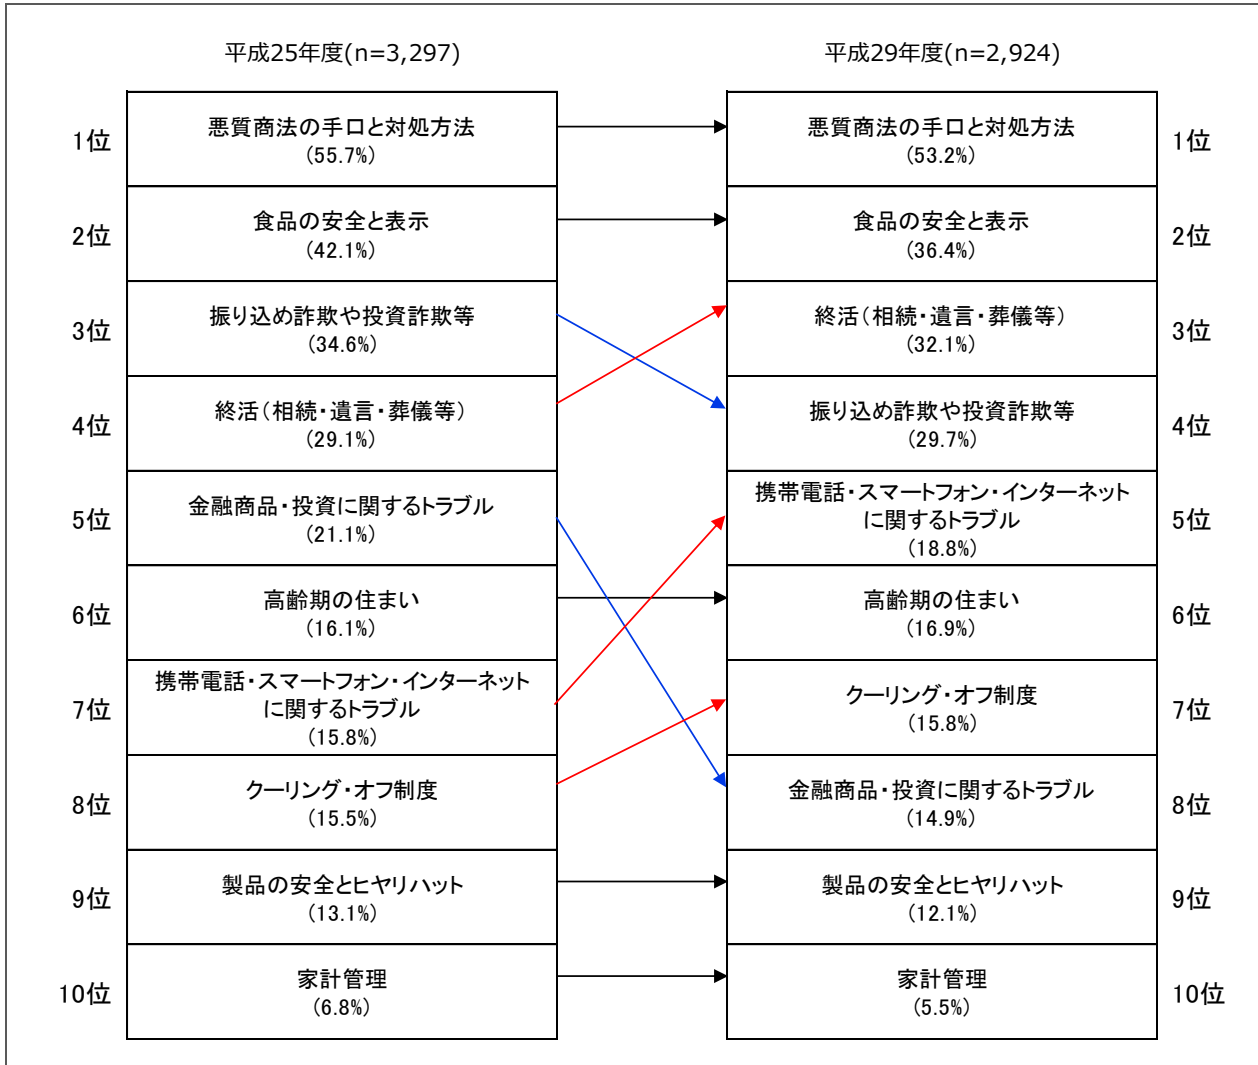 平成25年度(n=3,297)
平成29年度(n=2,924)
1位
悪質商法の手口と対処方法
(55.7%)
悪質商法の手口と対処方法
(53.2%)
1位
2位
食品の安全と表示
(42.1%)
食品の安全と表示
(36.4%)
2位
3位
振り込め詐欺や投資詐欺等
(34.6%)
終活(相続・遺言・葬儀等)
(32.1%)
3位
4位
終活(相続・遺言・葬儀等)
(29.1%)
振り込め詐欺や投資詐欺等
(29.7%)
4位
5位
金融商品・投資に関するトラブル
(21.1%)
携帯電話・スマートフォン・インターネット
に関するトラブル
(18.8%)
5位
6位
高齢期の住まい
(16.1%)
高齢期の住まい
(16.9%)
6位
7位
携帯電話・スマートフォン・インターネット
に関するトラブル
(15.8%)
クーリング・オフ制度
(15.8%)
7位
8位
クーリング・オフ制度
(15.5%)
金融商品・投資に関するトラブル
(14.9%)
8位
9位
製品の安全とヒヤリハット
(13.1%)
製品の安全とヒヤリハット
(12.1%)
9位
10位
家計管理
(6.8%)
家計管理
(5.5%)
10位